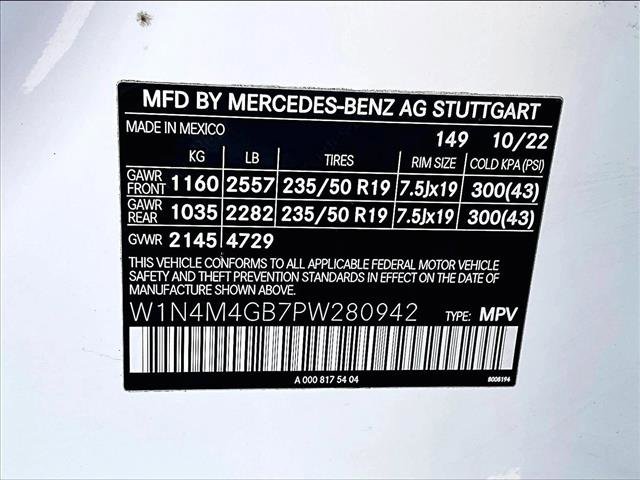 MFD BY MERCEDES-BENZ AG STUTTGART
MADE IN MEXICO 149 10/22
KG LB TIRES RIM SIZE COLD KPA(PSI)
GAWR FRONT 1160 2557 235/50 R19 7.5Jx19 300(43)
GAWR REAR 1035 2282 235/50 R19 7.5Jx19 300(43)
GVWR 2145 4729
THIS VEHICLE CONFORMS TO ALL APPLICABLE FEDERAL MOTOR VEHICLE
SAFETY AND THEFT PREVENTION STANDARDS IN EFFECT ON THE DATE OF
MANUFACTURE SHOWN ABOVE.
W1N4M4GB7PW280942 TYPE: MPV
A 000 817 54 04 8008194